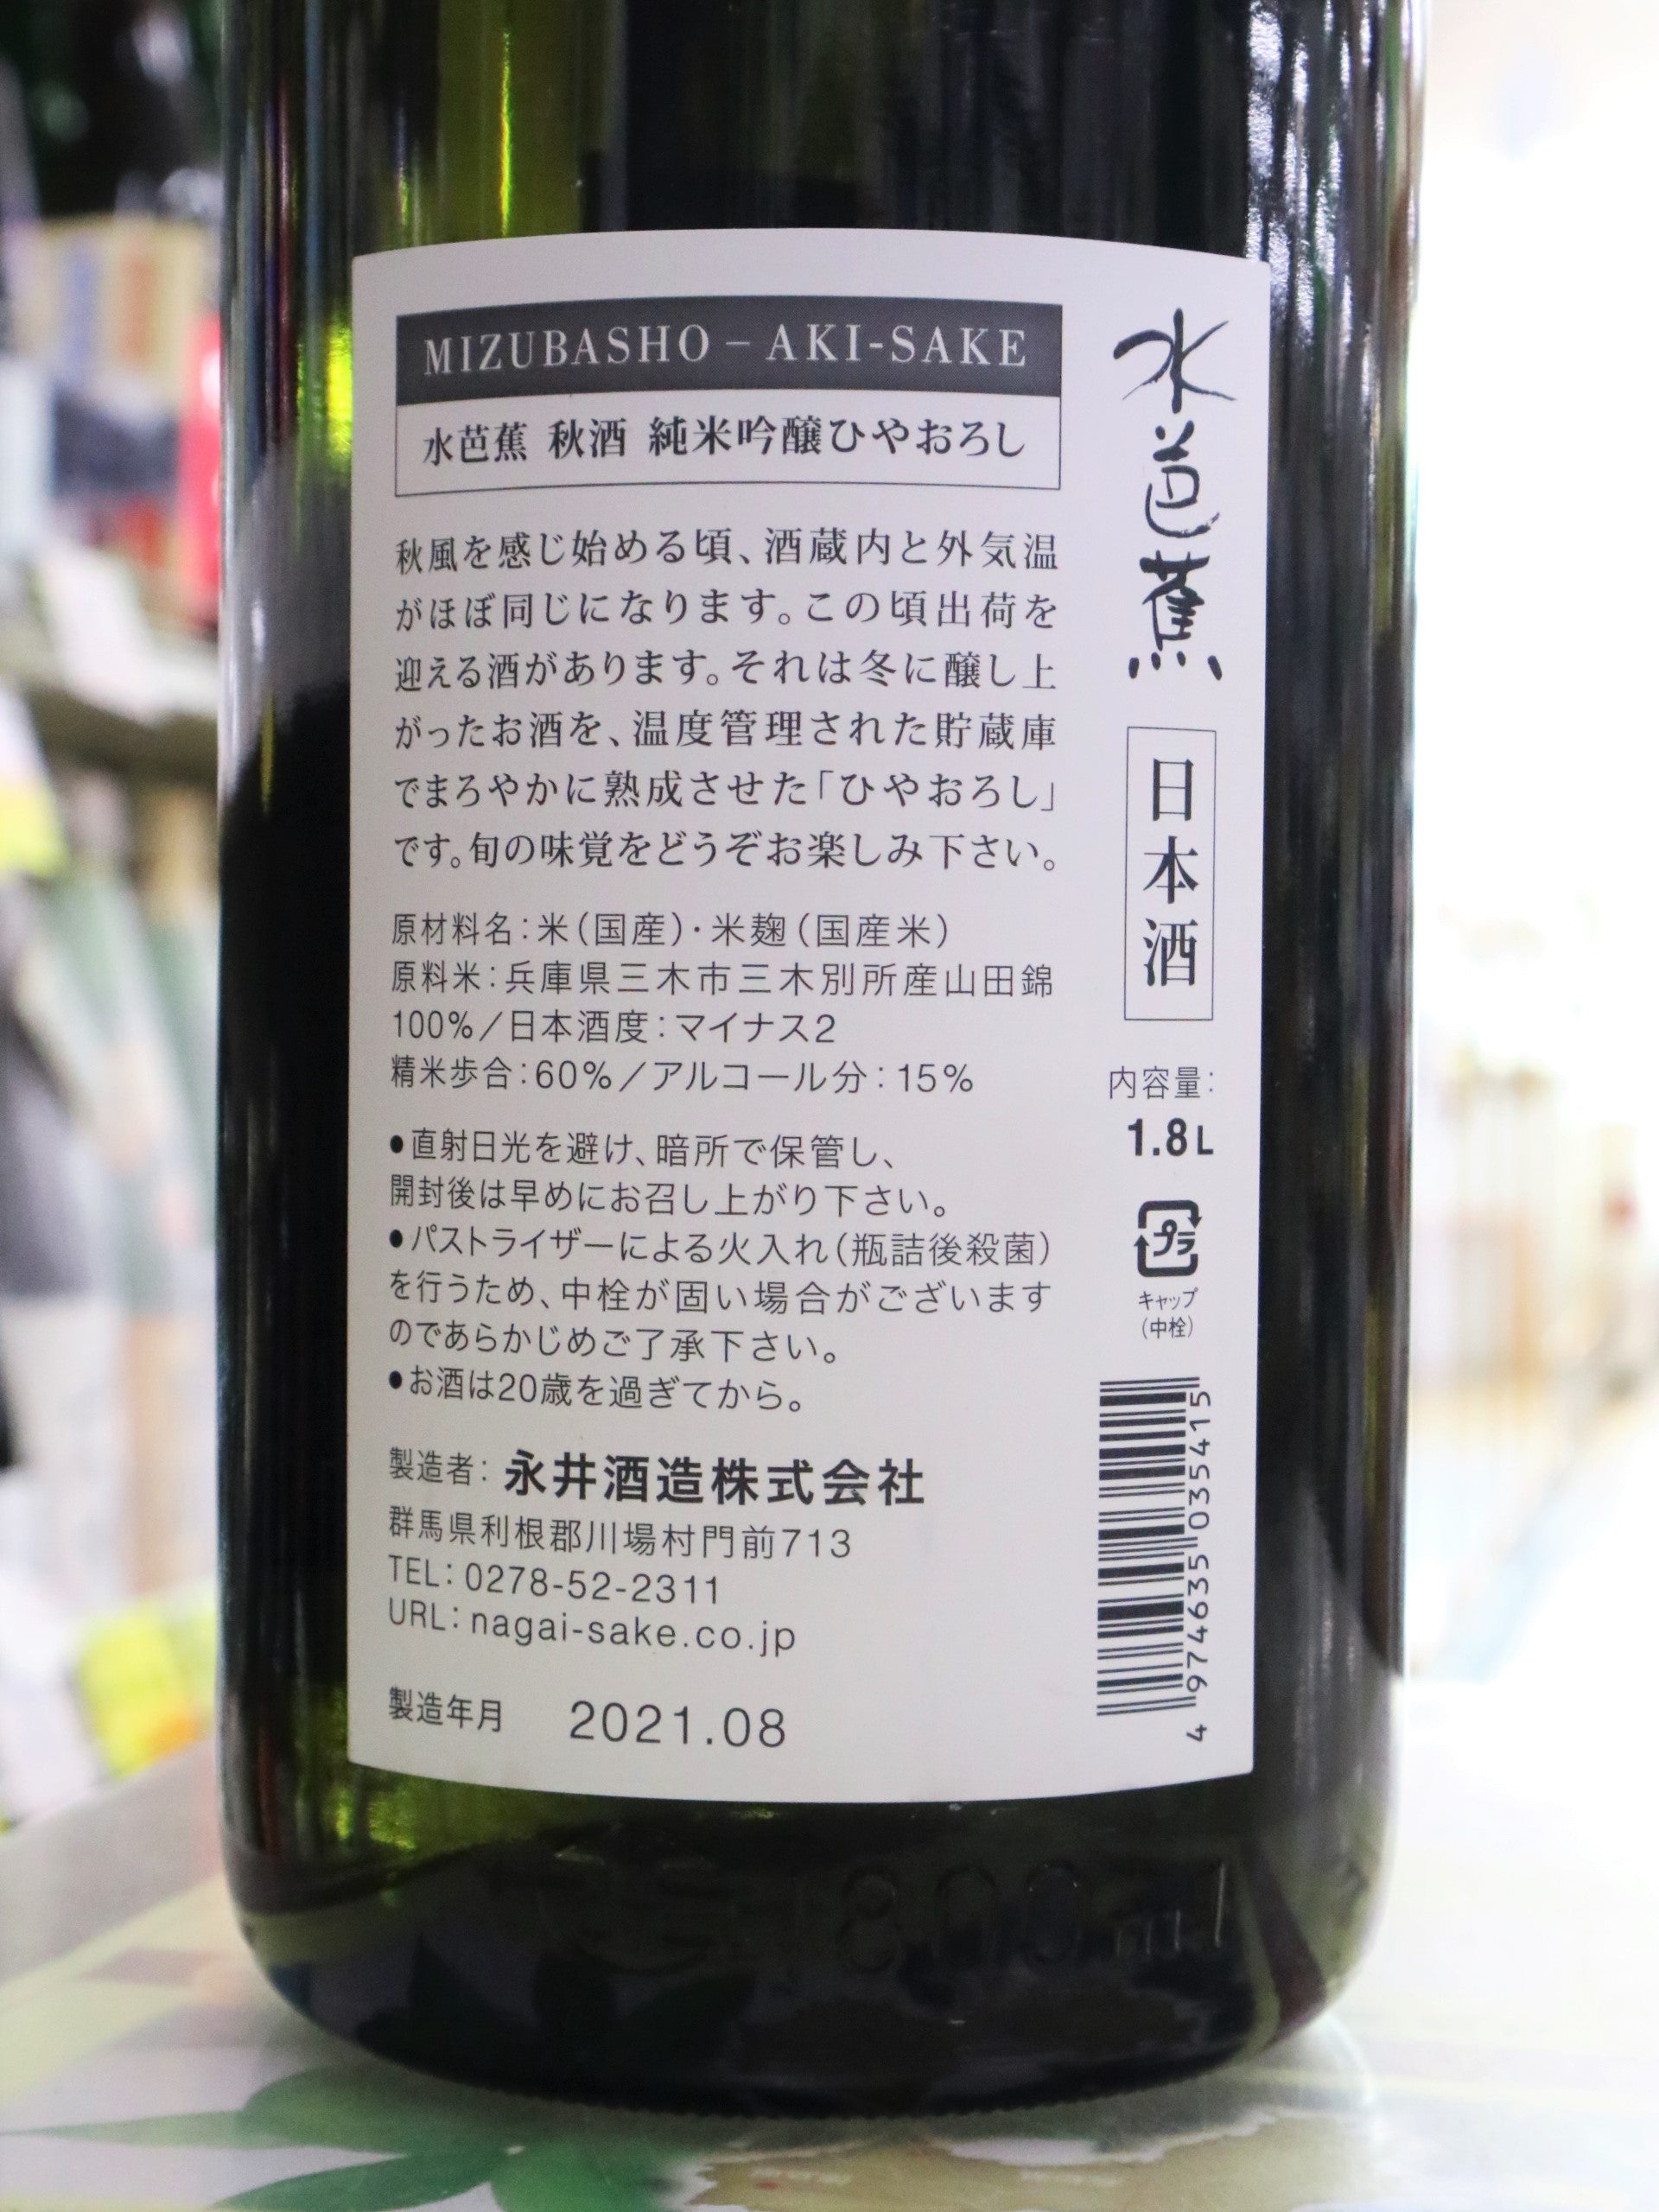 MIZUBASHO – AKI-SAKE
水芭蕉 秋酒 純米吟醸ひやおろし
秋風を感じ始める頃、酒蔵内と外気温
がほぼ同じになります。この頃出荷を
迎える酒があります。それは冬に醸し上
がったお酒を、温度管理された貯蔵庫
でまろやかに熟成させた「ひやおろし」
です。旬の味覚をどうぞお楽しみ下さい。
原材料名：米（国産）・米麹（国産米）
原料米：兵庫県三木市三木別所産山田錦
100%／日本酒度：マイナス2
精米歩合：60%／アルコール分：15%
●直射日光を避け、暗所で保管し、
開封後は早めにお召し上がり下さい。
●パストライザーによる火入れ（瓶詰後殺菌）
を行うため、中栓が固い場合がございます
のであらかじめご了承下さい。
●お酒は20歳を過ぎてから。
製造者：永井酒造株式会社
群馬県利根郡川場村門前713
TEL：0278-52-2311
URL：nagai-sake.co.jp
製造年月 2021.08
水芭蕉
日本酒
内容量：
1.8L
プラ
キャップ
（中栓）
4 974635 035415
1800ml